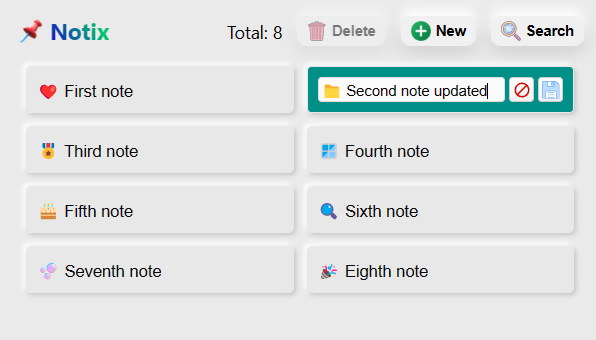 Notix Total: 8 Delete New Search
First note
Second note updated
Third note
Fourth note
Fifth note
Sixth note
Seventh note
Eighth note